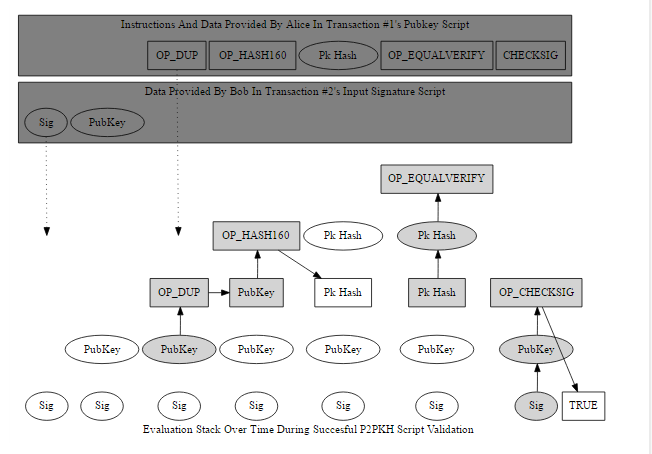 Instructions And Data Provided By Alice In Transaction #1's Pubkey Script
OP_DUP OP_HASH160 Pk Hash OP_EQUALVERIFY CHECKSIG
Data Provided By Bob In Transaction #2's Input Signature Script
Sig PubKey
OP_EQUALVERIFY
OP_HASH160 Pk Hash Pk Hash
OP_DUP PubKey Pk Hash Pk Hash OP_CHECKSIG
PubKey PubKey PubKey PubKey PubKey PubKey
Sig Sig Sig Sig Sig Sig Sig TRUE
Evaluation Stack Over Time During Succesful P2PKH Script Validation